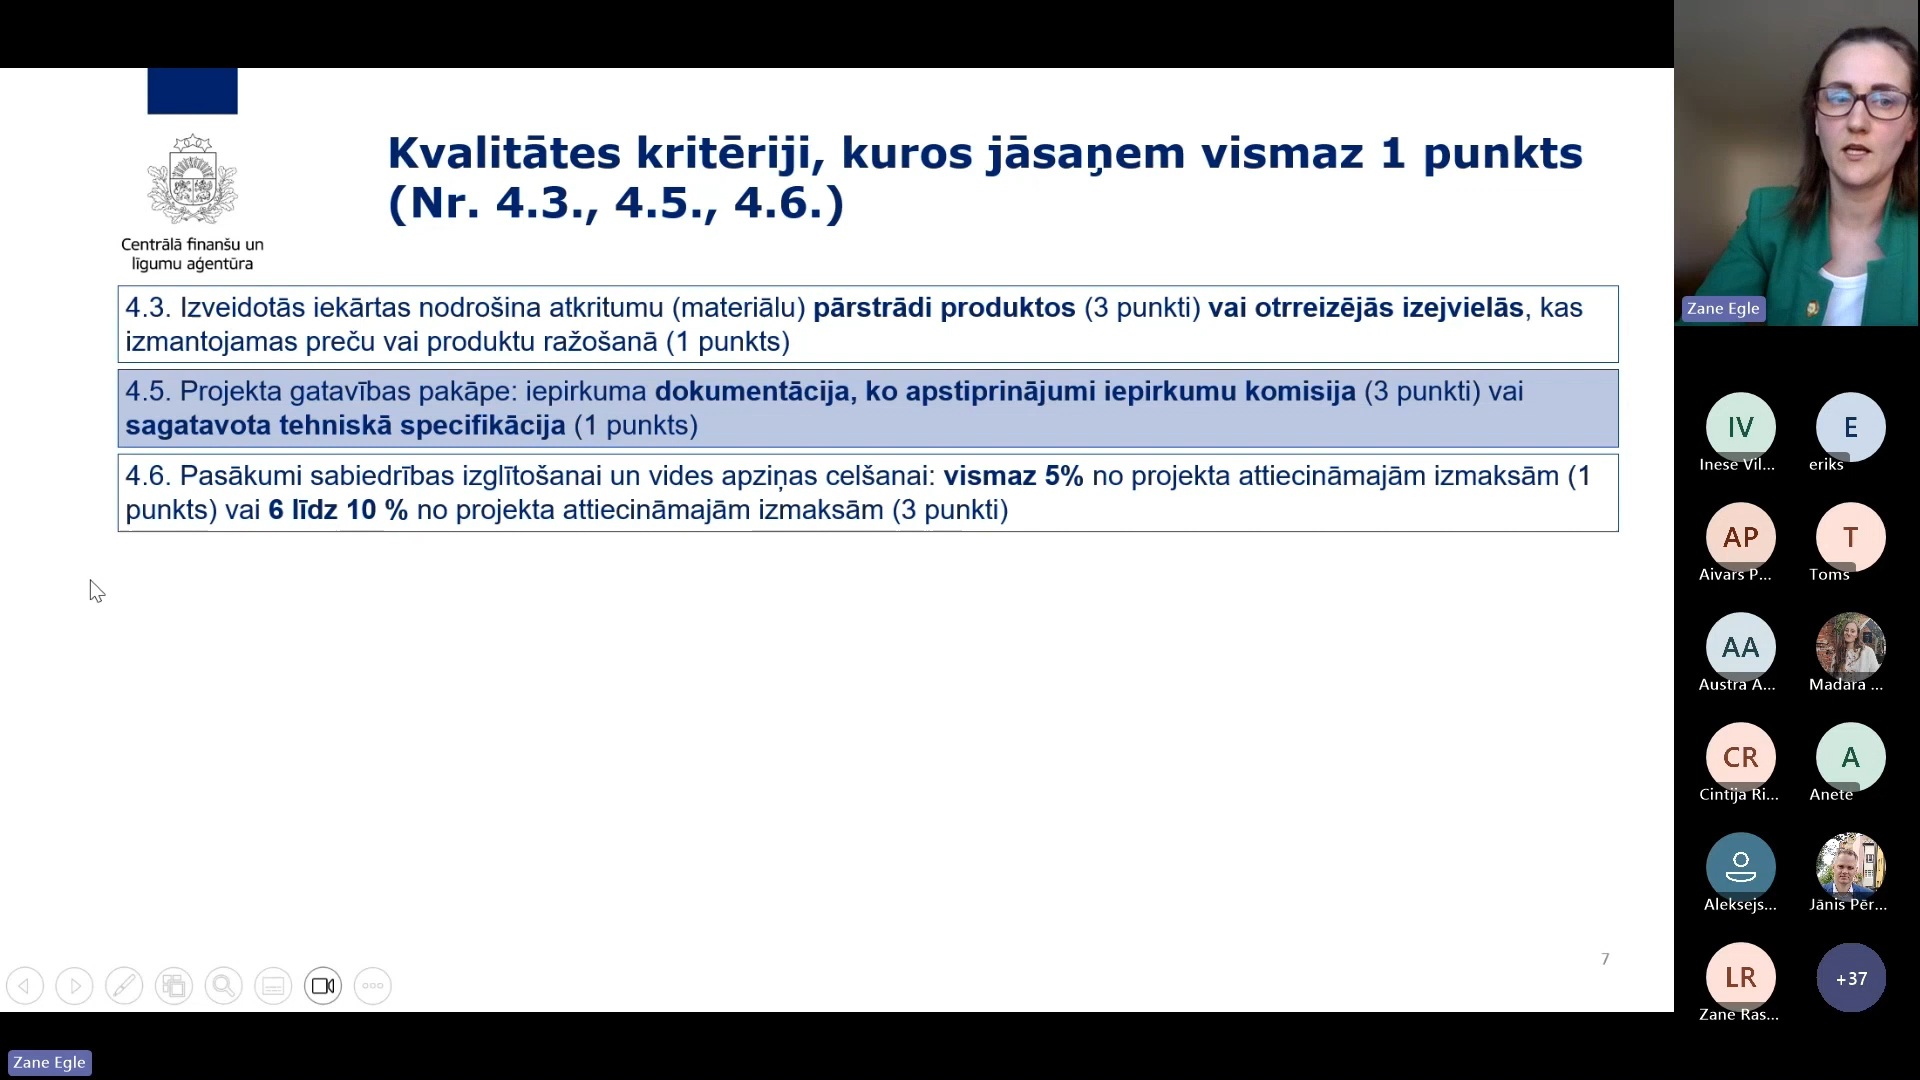 Kvalitātes kritēriji, kuros jāsaņem vismaz 1 punkts
(Nr. 4.3., 4.5., 4.6.)
Centrālā finanšu un
līgumu aģentūra
4.3. Izveidotās iekārtas nodrošina atkritumu (materiālu) pārstrādi produktos (3 punkti) vai otrreizējās izejvielās, kas
izmantojamas preču vai produktu ražošanā (1 punkts)
4.5. Projekta gatavības pakāpe: iepirkuma dokumentācija, ko apstiprinājumi iepirkumu komisija (3 punkti) vai
sagatavota tehniskā specifikācija (1 punkts)
4.6. Pasākumi sabiedrības izglītošanai un vides apziņas celšanai: vismaz 5% no projekta attiecināmajām izmaksām (1
punkts) vai 6 līdz 10 % no projekta attiecināmajām izmaksām (3 punkti)
7
Zane Egle
Zane Egle
IV
Inese Vil...
E
eriks
AP
Aivars P...
T
Toms
AA
Austra A...
Madara ...
CR
Cintija Ri...
A
Anete
Aleksejs...
Jānis Pēr...
LR
Zane Ras...
+37